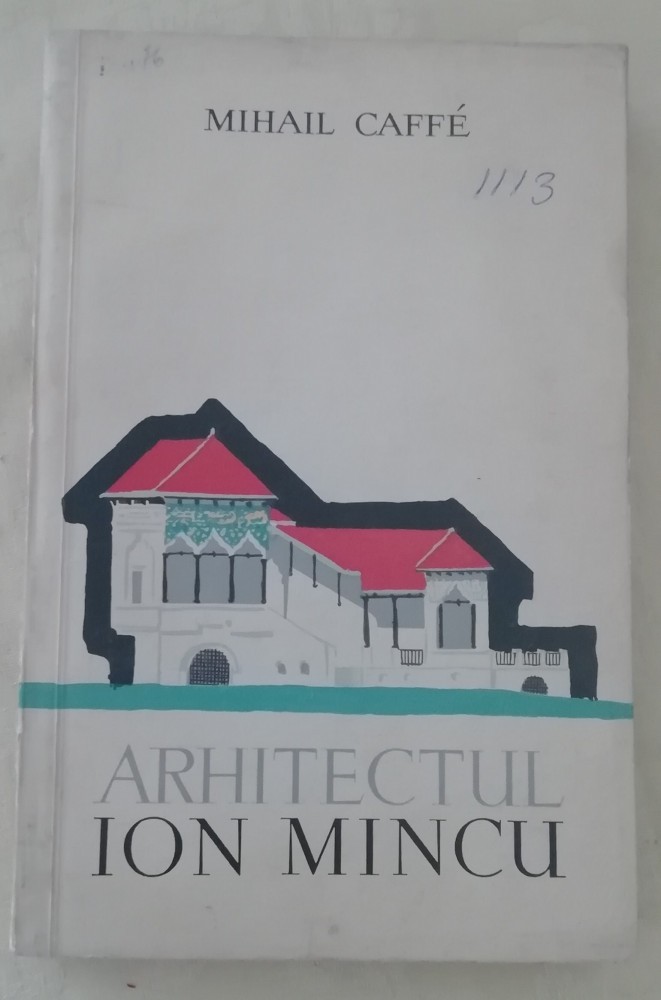 MIHAIL CAFFÉ
1113
ARHITECTUL
ION MINCU